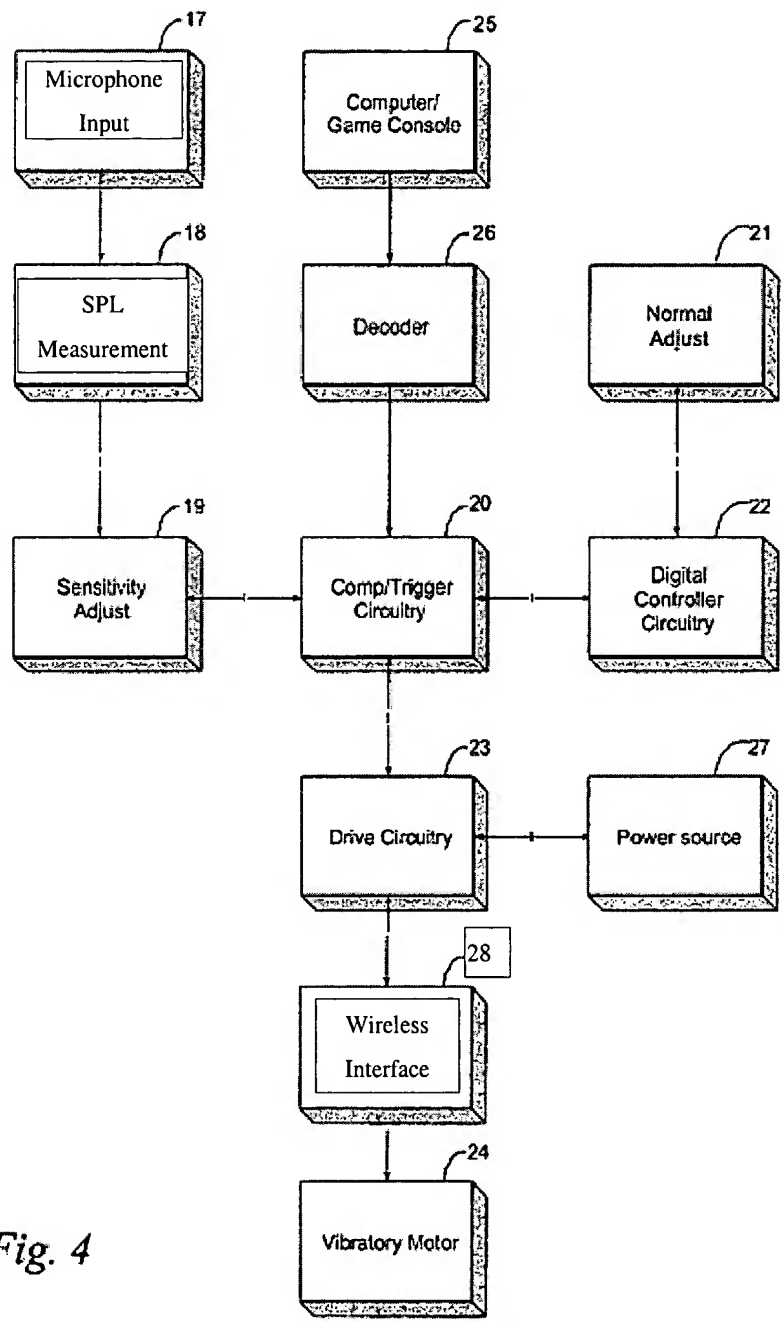 17
Microphone
Input
25
Computer/
Game Console
18
SPL
Measurement
26
Decoder
21
Normal
Adjust
19
Sensitivity
Adjust
20
Comp/Trigger
Circuitry
22
Digital
Controller
Circuitry
23
Drive Circuitry
27
Power source
28
Wireless
Interface
24
Vibratory Motor
Fig. 4